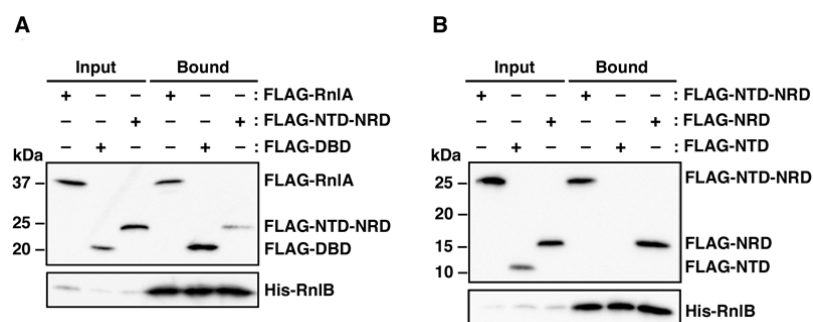 A
Input Bound
+ – – + – – : FLAG-RnlA
– – + – – + : FLAG-NTD-NRD
– + – – + – : FLAG-DBD
kDa
37 – FLAG-RnlA
25 – FLAG-NTD-NRD
20 – FLAG-DBD
His-RnlB
B
Input Bound
+ – – + – – : FLAG-NTD-NRD
– – + – – + : FLAG-NRD
– + – – + – : FLAG-NTD
kDa
25 – FLAG-NTD-NRD
20 –
15 – FLAG-NRD
10 – FLAG-NTD
His-RnlB